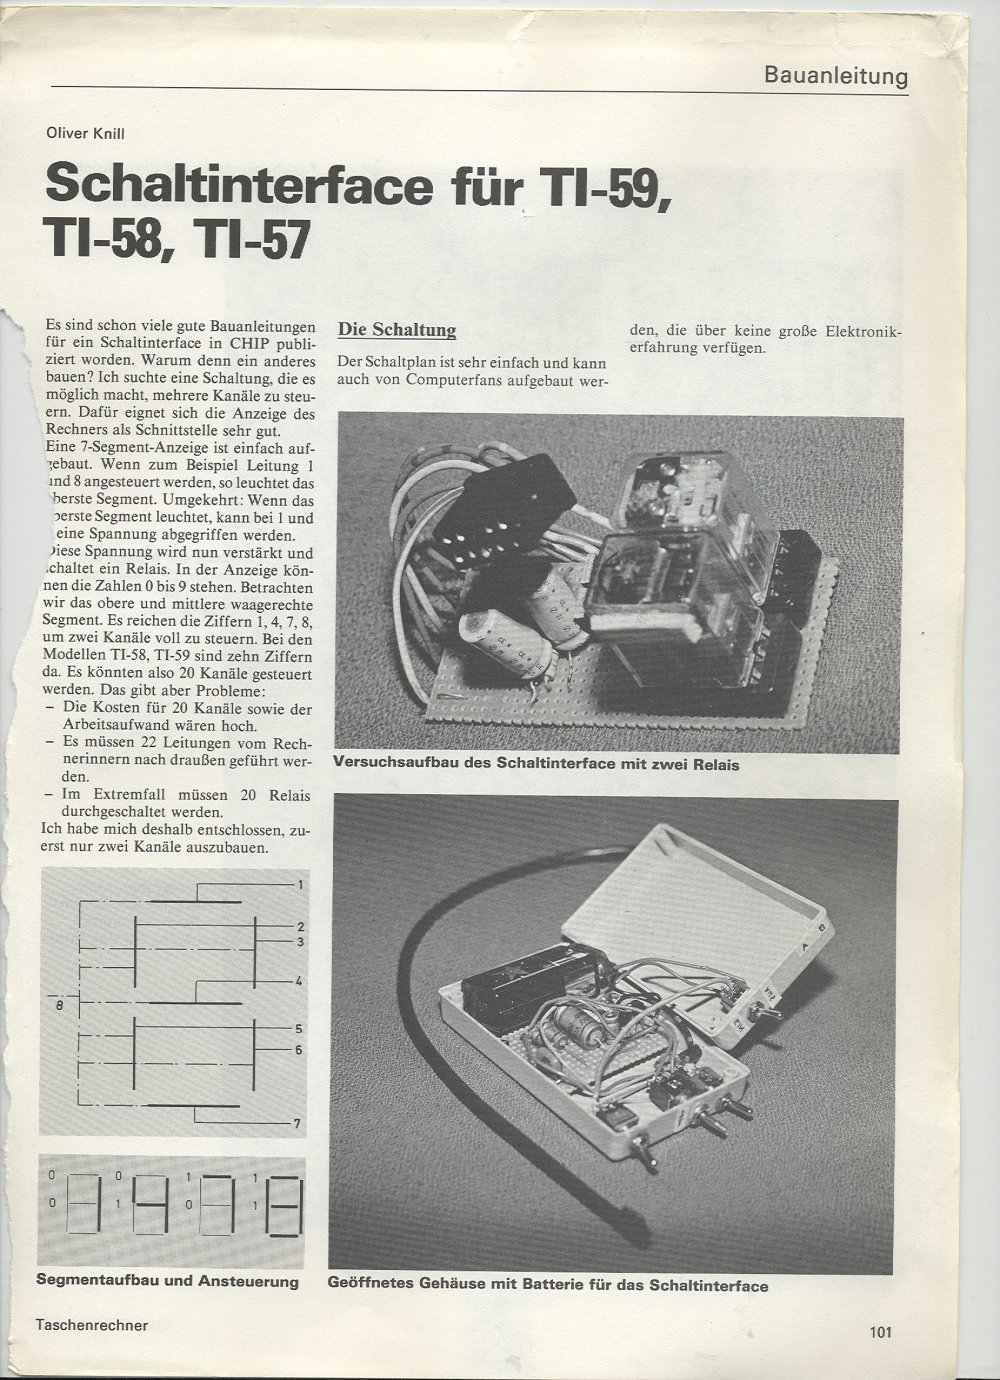 Bauanleitung
Oliver Knill
Schaltinterface für TI-59,
TI-58, TI-57
Es sind schon viele gute Bauanleitungen
für ein Schaltinterface in CHIP publi-
ziert worden. Warum denn ein anderes
bauen? Ich suchte eine Schaltung, die es
möglich macht, mehrere Kanäle zu steu-
ern. Dafür eignet sich die Anzeige des
Rechners als Schnittstelle sehr gut.
Eine 7-Segment-Anzeige ist einfach auf-
gebaut. Wenn zum Beispiel Leitung 1
und 8 angesteuert werden, so leuchtet das
berste Segment. Umgekehrt: Wenn das
berste Segment leuchtet, kann bei 1 und
eine Spannung abgegriffen werden.
Diese Spannung wird nun verstärkt und
schaltet ein Relais. In der Anzeige kön-
nen die Zahlen 0 bis 9 stehen. Betrachten
wir das obere und mittlere waagerechte
Segment. Es reichen die Ziffern 1, 4, 7, 8,
um zwei Kanäle voll zu steuern. Bei den
Modellen TI-58, TI-59 sind zehn Ziffern
da. Es könnten also 20 Kanäle gesteuert
werden. Das gibt aber Probleme:
– Die Kosten für 20 Kanäle sowie der
Arbeitsaufwand wären hoch.
– Es müssen 22 Leitungen vom Rech-
nerinnern nach draußen geführt wer-
den.
– Im Extremfall müssen 20 Relais
durchgeschaltet werden.
Ich habe mich deshalb entschlossen, zu-
erst nur zwei Kanäle auszubauen.
1
2
3
4
8
5
6
7
0 0 1 1
0 1 0 1
Segmentaufbau und Ansteuerung
Die Schaltung
Der Schaltplan ist sehr einfach und kann
auch von Computerfans aufgebaut wer-
den, die über keine große Elektronik-
erfahrung verfügen.
Versuchsaufbau des Schaltinterface mit zwei Relais
Geöffnetes Gehäuse mit Batterie für das Schaltinterface
Taschenrechner
101